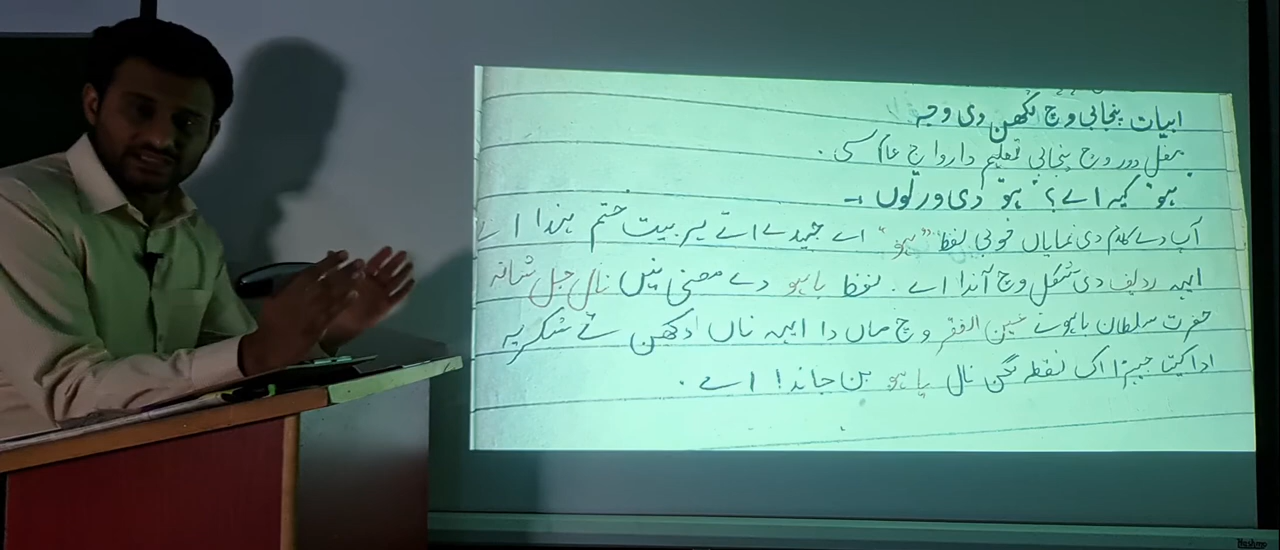 ابیات پنجابی وچ لکھن دی وجہ
مغل دور وچ پنجابی تعلیم دا رواج عام سی ۔
ہو کیہ اے؟ "ہو" دی ورتوں :-
آپ دے کلام دی نمایاں خوبی لفظ "ہو" اے جیہدے اتے ہر بیت ختم ہندا اے
ایہہ ردیف دی شکل وچ آندا اے ۔ لفظ باہو دے معنی نیں نال جل شانہ
حضرت سلطان باہو نے عین الفقر وچ ماں دا ایہہ ناں رکھن تے شکریہ
ادا کیتا جیہڑا اک نقطہ لگن نال یاہو بن جاندا اے ۔
Hashmo